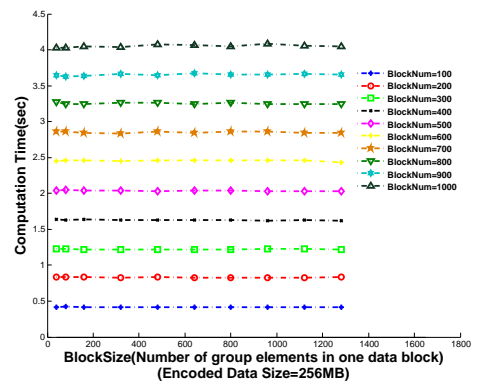 4.5
4
3.5
3
2.5
2
1.5
1
0.5
0
Computation Time(sec)
BlockNum=100
BlockNum=200
BlockNum=300
BlockNum=400
BlockNum=500
BlockNum=600
BlockNum=700
BlockNum=800
BlockNum=900
BlockNum=1000
0 200 400 600 800 1000 1200 1400 1600 1800
BlockSize(Number of group elements in one data block)
(Encoded Data Size=256MB)